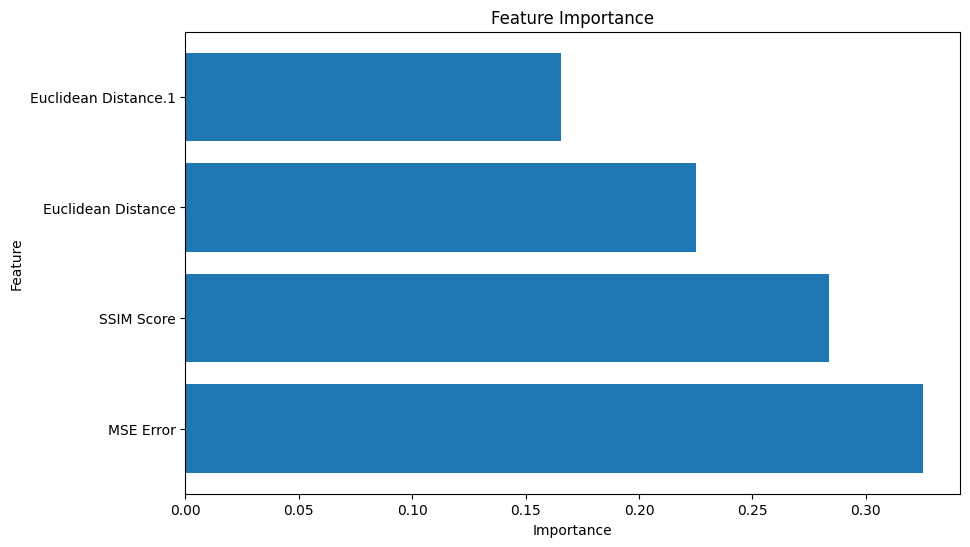 Feature Importance
Feature
Euclidean Distance.1
Euclidean Distance
SSIM Score
MSE Error
0.00 0.05 0.10 0.15 0.20 0.25 0.30
Importance